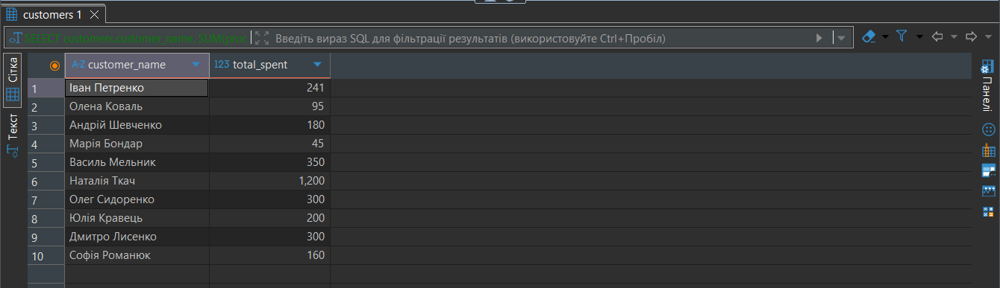 customers 1
SELECT customers.customer_name, SUM(proc
Введіть вираз SQL для фільтрації результатів (використовуйте Ctrl+Пробіл)
Сітка
Текст
Панелі
AZ customer_name 123 total_spent
1 Іван Петренко 241
2 Олена Коваль 95
3 Андрій Шевченко 180
4 Марія Бондар 45
5 Василь Мельник 350
6 Наталія Ткач 1,200
7 Олег Сидоренко 300
8 Юлія Кравець 200
9 Дмитро Лисенко 300
10 Софія Романюк 160